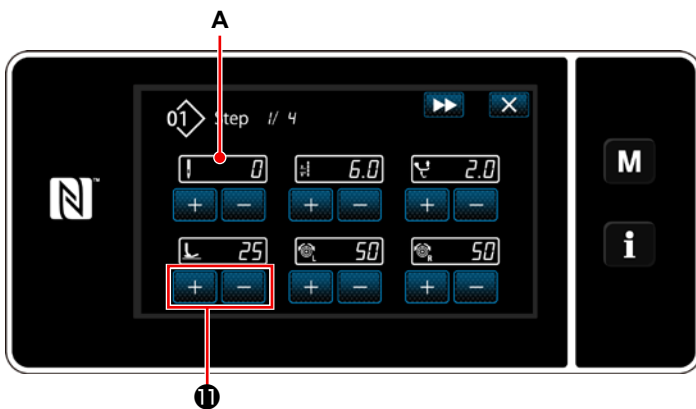 A
01 Step 1/ 4
0 6.0 2.0
M
+ − + − + −
i
25 L 50 R 50
+ − + − + −
⓫